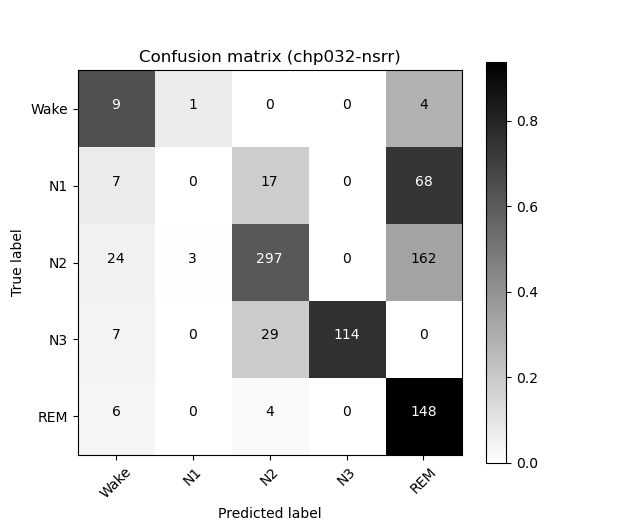 Confusion matrix (chp032-nsrr)
True label
Wake 9 1 0 0 4
N1 7 0 17 0 68
N2 24 3 297 0 162
N3 7 0 29 114 0
REM 6 0 4 0 148
Wake N1 N2 N3 REM
Predicted label
0.8
0.6
0.4
0.2
0.0